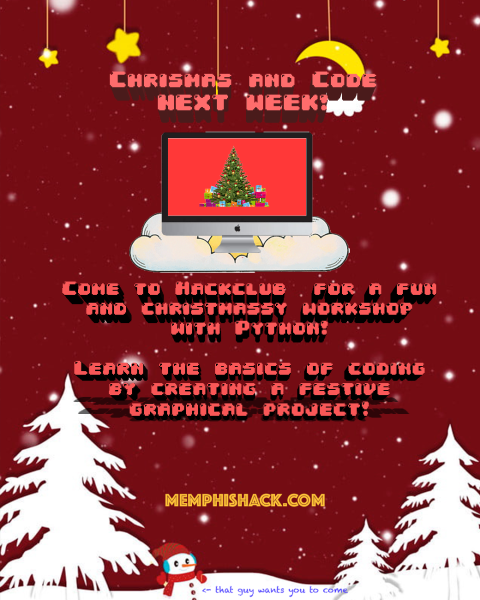 Chrismas and Code
NEXT WEEK!
Come to Hackclub for a fun
and christmassy workshop
with Python!
Learn the basics of coding
by creating a festive
graphical project!
MEMPHISHACK.COM
<- that guy wants you to come